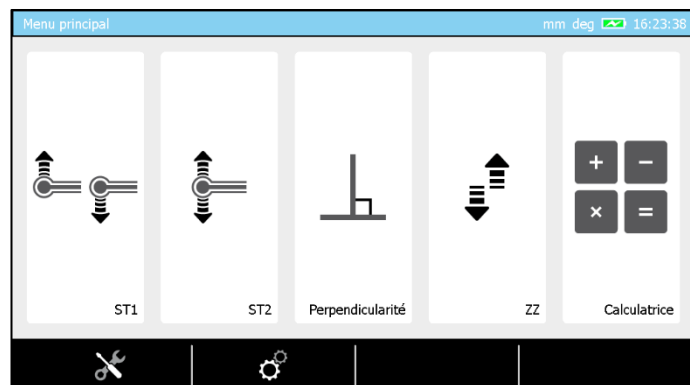 Menu principal
mm deg 16:23:38
+ −
× =
ST1
ST2
Perpendicularité
ZZ
Calculatrice